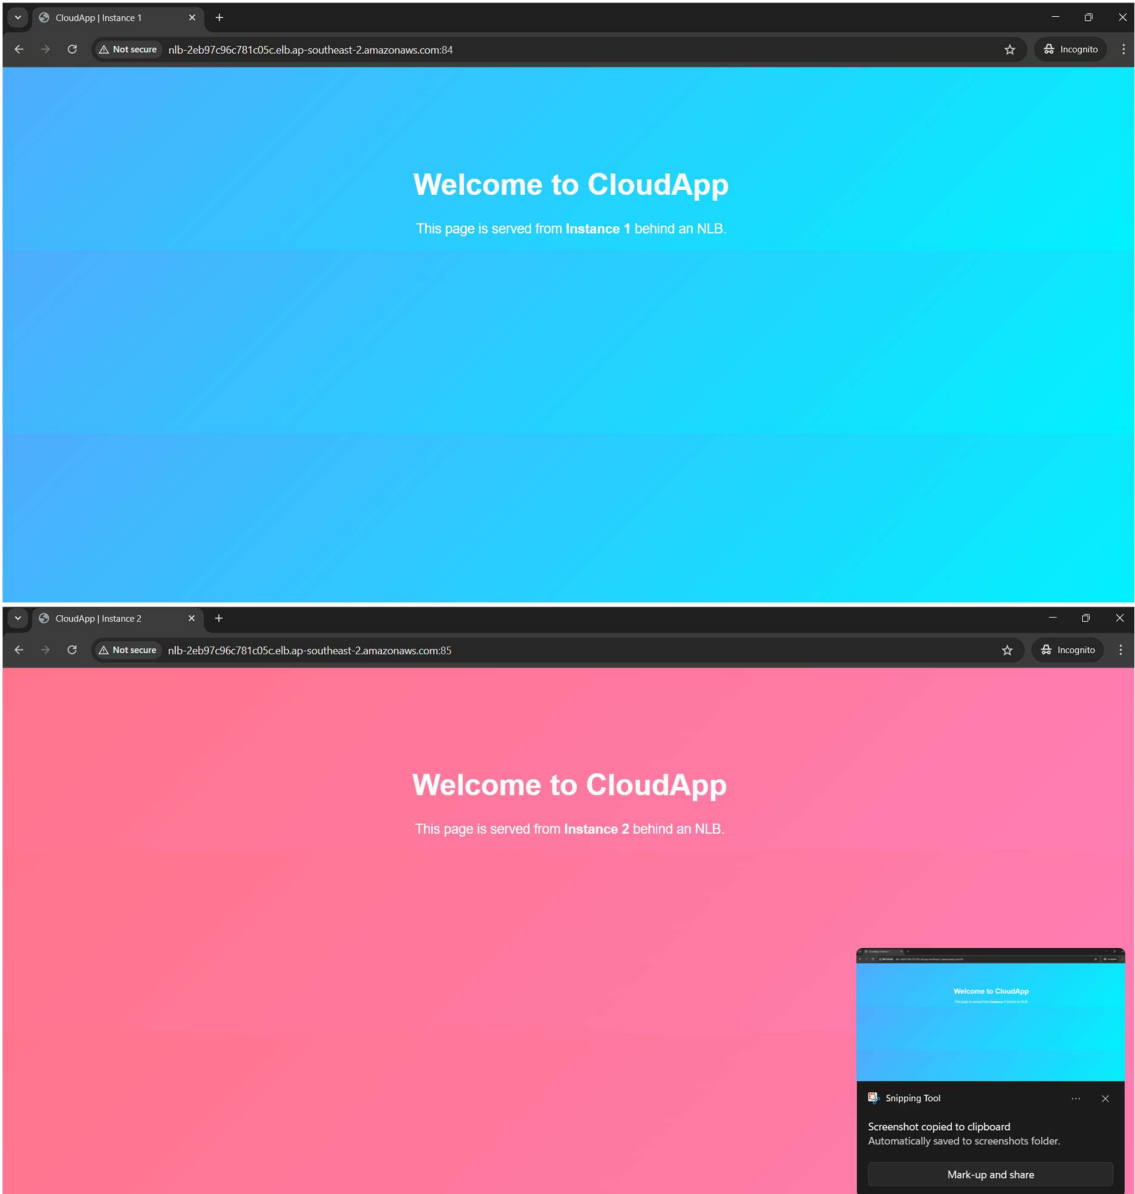 CloudApp | Instance 1
Not secure nlb-2eb97c96c781c05c.elb.ap-southeast-2.amazonaws.com:84 Incognito
Welcome to CloudApp
This page is served from Instance 1 behind an NLB.
CloudApp | Instance 2
Not secure nlb-2eb97c96c781c05c.elb.ap-southeast-2.amazonaws.com:85 Incognito
Welcome to CloudApp
This page is served from Instance 2 behind an NLB.
Welcome to CloudApp
Snipping Tool
Screenshot copied to clipboard
Automatically saved to screenshots folder.
Mark-up and share